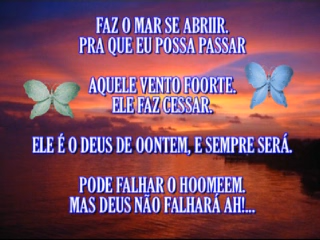 FAZ O MAR SE ABRIIR.
PRA QUE EU POSSA PASSAR
AQUELE VENTO FOORTE.
ELE FAZ CESSAR.
ELE É O DEUS DE OONTEM, E SEMPRE SERÁ.
PODE FALHAR O HOOMEEM.
MAS DEUS NÃO FALHARÁ AH!...